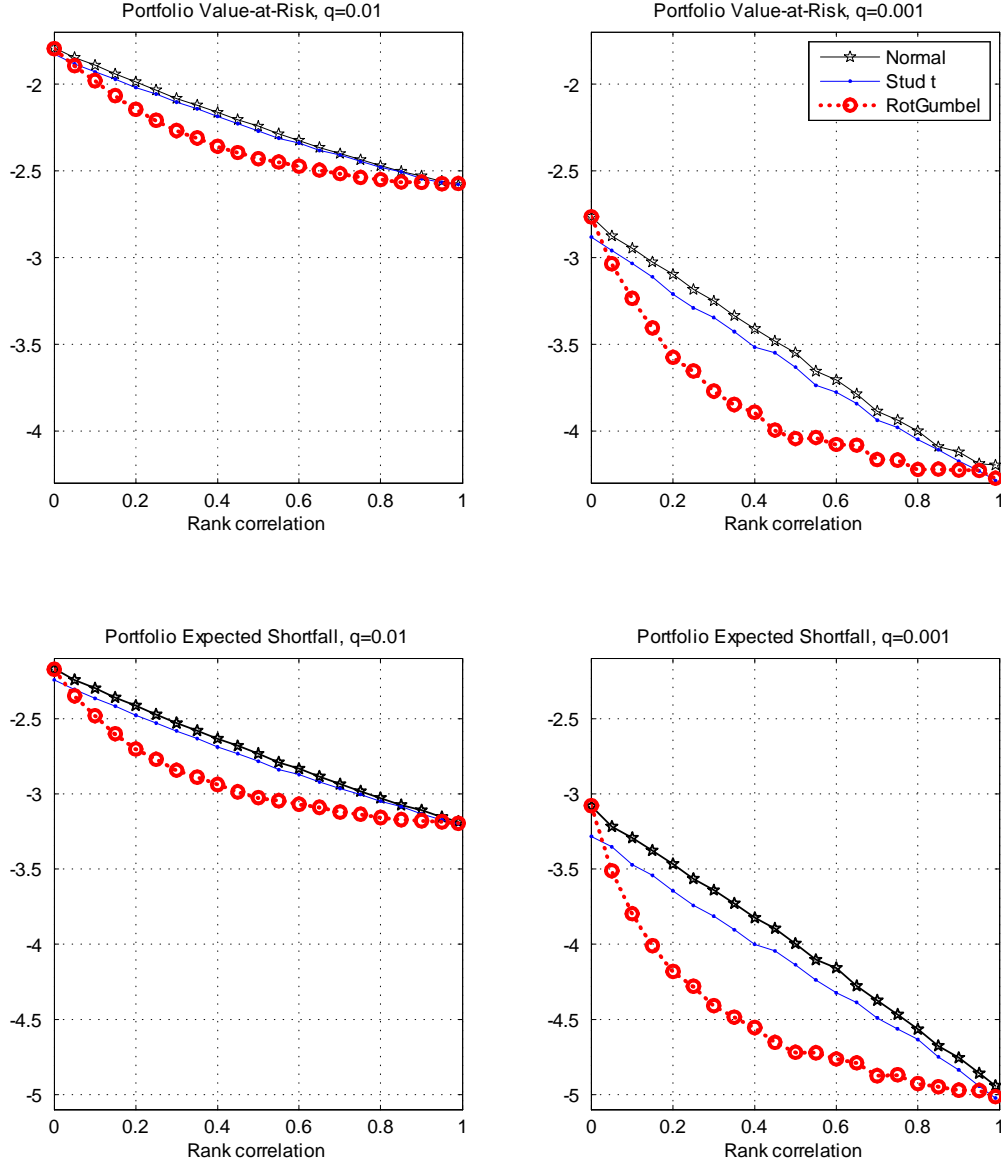 Portfolio Value-at-Risk, q=0.01
-2
-2.5
-3
-3.5
-4
0 0.2 0.4 0.6 0.8 1
Rank correlation
Portfolio Value-at-Risk, q=0.001
Normal
Stud t
RotGumbel
-2
-2.5
-3
-3.5
-4
0 0.2 0.4 0.6 0.8 1
Rank correlation
Portfolio Expected Shortfall, q=0.01
-2.5
-3
-3.5
-4
-4.5
-5
0 0.2 0.4 0.6 0.8 1
Rank correlation
Portfolio Expected Shortfall, q=0.001
-2.5
-3
-3.5
-4
-4.5
-5
0 0.2 0.4 0.6 0.8 1
Rank correlation